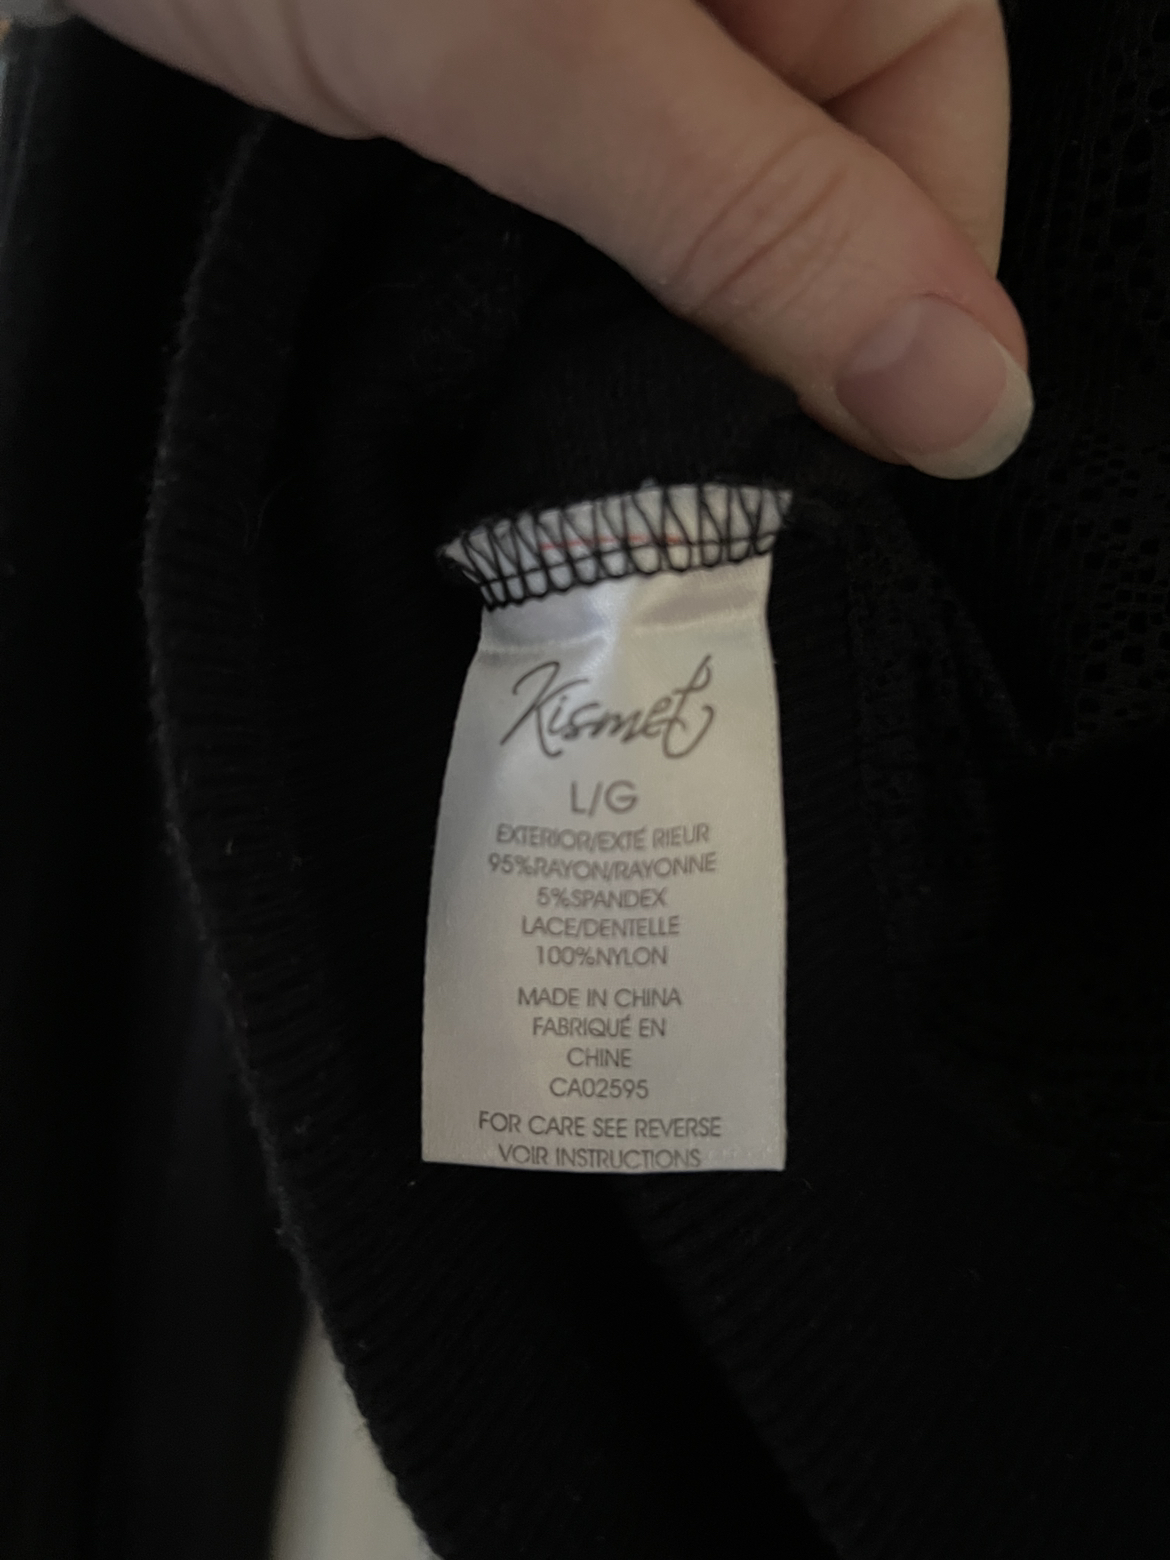 Kismet
L/G
EXTERIOR/EXTÉ RIEUR
95%RAYON/RAYONNE
5%SPANDEX
LACE/DENTELLE
100%NYLON
MADE IN CHINA
FABRIQUÉ EN
CHINE
CA02595
FOR CARE SEE REVERSE
VOIR INSTRUCTIONS